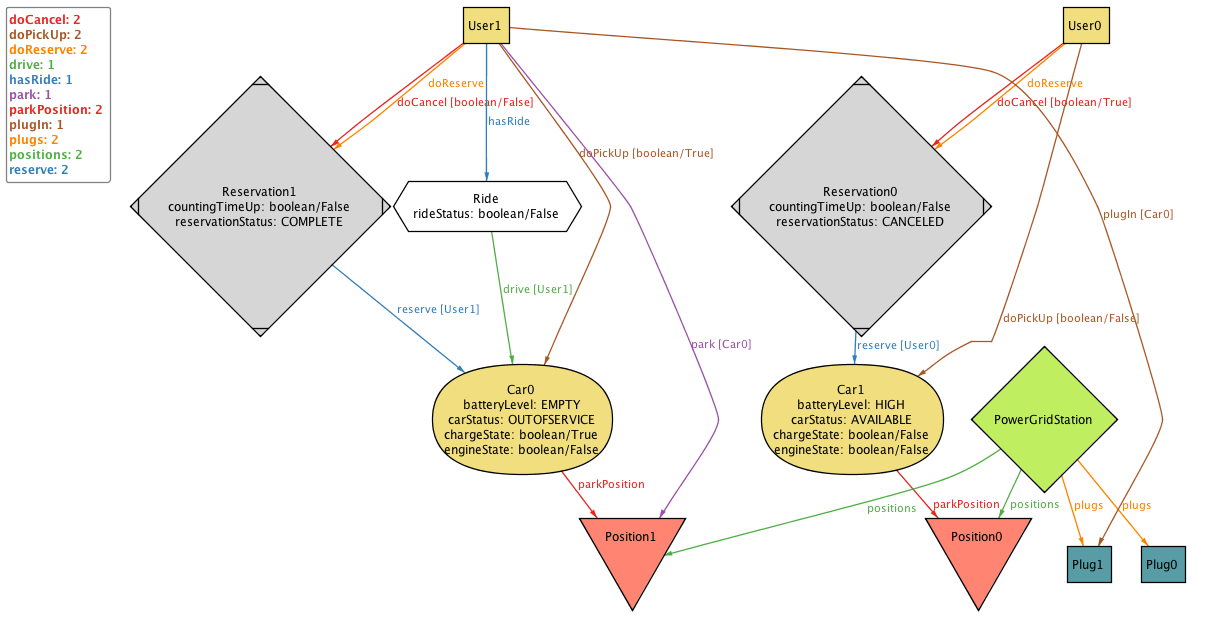 doCancel: 2
doPickUp: 2
doReserve: 2
drive: 1
hasRide: 1
park: 1
parkPosition: 2
plugIn: 1
plugs: 2
positions: 2
reserve: 2
User1
User0
doReserve
doReserve
doCancel [boolean/False]
doCancel [boolean/True]
hasRide
doPickUp [boolean/True]
Reservation1
countingTimeUp: boolean/False
reservationStatus: COMPLETE
Ride
rideStatus: boolean/False
Reservation0
countingTimeUp: boolean/False
reservationStatus: CANCELED
plugIn [Car0]
drive [User1]
reserve [User1]
doPickUp [boolean/False]
park [Car0]
reserve [User0]
Car0
batteryLevel: EMPTY
carStatus: OUTOFSERVICE
chargeState: boolean/True
engineState: boolean/False
Car1
batteryLevel: HIGH
carStatus: AVAILABLE
chargeState: boolean/False
engineState: boolean/False
PowerGridStation
parkPosition
positions
parkPosition
positions
plugs
plugs
Position1
Position0
Plug1
Plug0